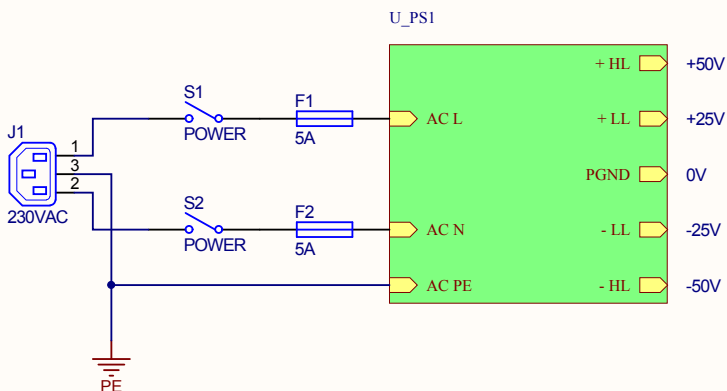 U_PS1
+ HL
+50V
S1
POWER
F1
5A
AC L
+ LL
+25V
J1
1
3
2
230VAC
PGND
0V
S2
POWER
F2
5A
AC N
- LL
-25V
AC PE
- HL
-50V
PE